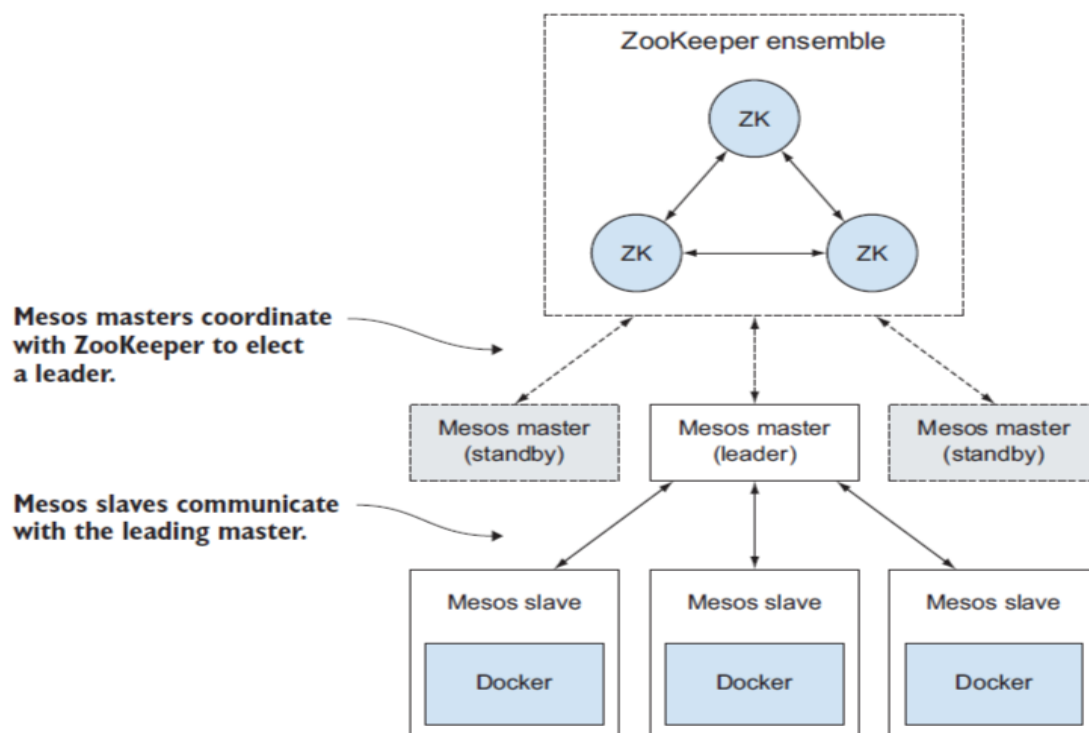 ZooKeeper ensemble
ZK
ZK
ZK
Mesos masters coordinate
with ZooKeeper to elect
a leader.
Mesos master
(standby)
Mesos master
(leader)
Mesos master
(standby)
Mesos slaves communicate
with the leading master.
Mesos slave
Mesos slave
Mesos slave
Docker
Docker
Docker